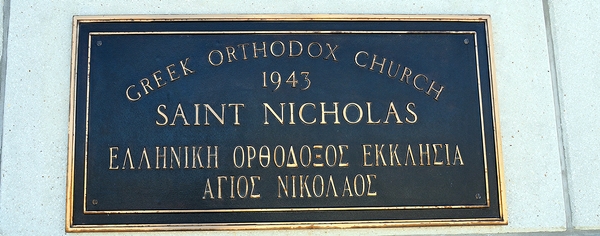 GREEK ORTHODOX CHURCH
1943
SAINT NICHOLAS
ΕΛΛΗΝΙΚΗ ΟΡΘΟΔΟΞΟΣ ΕΚΚΛΗΣΙΑ
ΑΓΙΟΣ ΝΙΚΟΛΑΟΣ